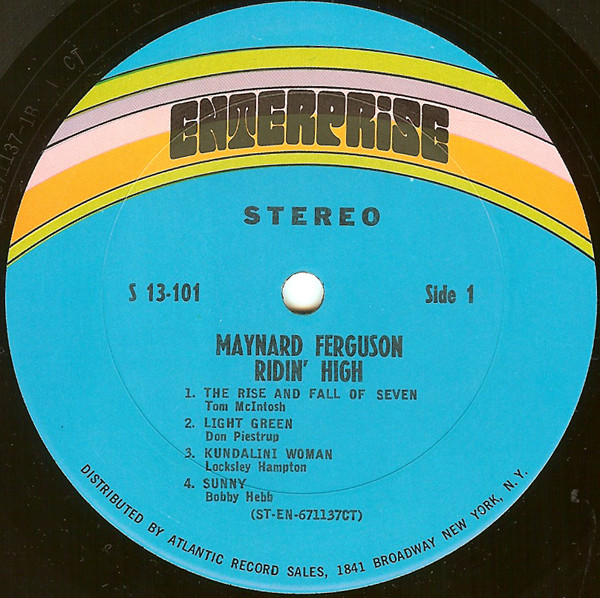 ENTERPRiSE
STEREO
S 13-101
Side 1
MAYNARD FERGUSON
RIDIN' HIGH
1. THE RISE AND FALL OF SEVEN
Tom McIntosh
2. LIGHT GREEN
Don Piestrup
3. KUNDALINI WOMAN
Locksley Hampton
4. SUNNY
Bobby Hebb
(ST-EN-671137CT)
DISTRIBUTED BY ATLANTIC RECORD SALES, 1841 BROADWAY NEW YORK, N.Y.